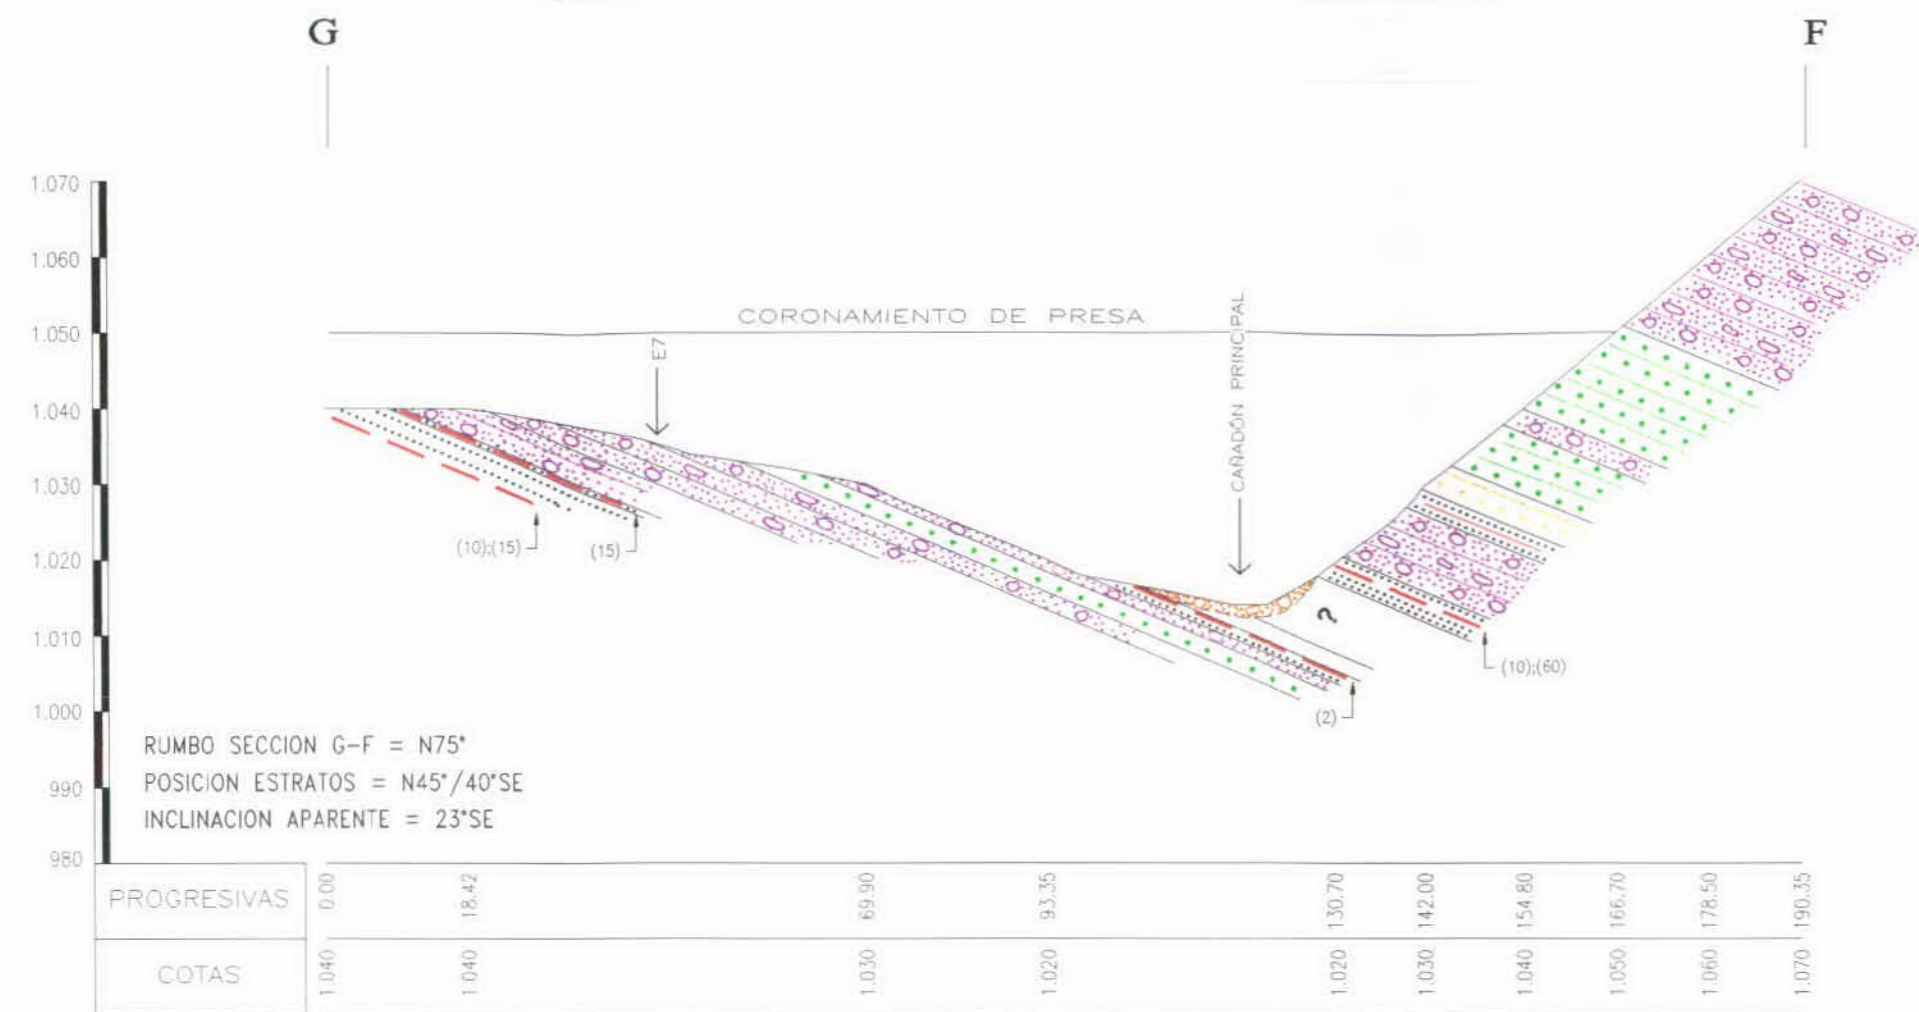 G F
1.070
1.060
1.050
1.040
1.030
1.020
1.010
1.000
990
980
CORONAMIENTO DE PRESA
E7
CAÑADÓN PRINCIPAL
(10);(15)
(15)
?
(10);(60)
(2)
RUMBO SECCION G-F = N75°
POSICION ESTRATOS = N45°/40°SE
INCLINACION APARENTE = 23°SE
PROGRESIVAS 0.00 18.42 69.90 93.35 130.70 142.00 154.80 166.70 178.50 190.35
COTAS 1.040 1.040 1.030 1.020 1.020 1.030 1.040 1.050 1.060 1.070